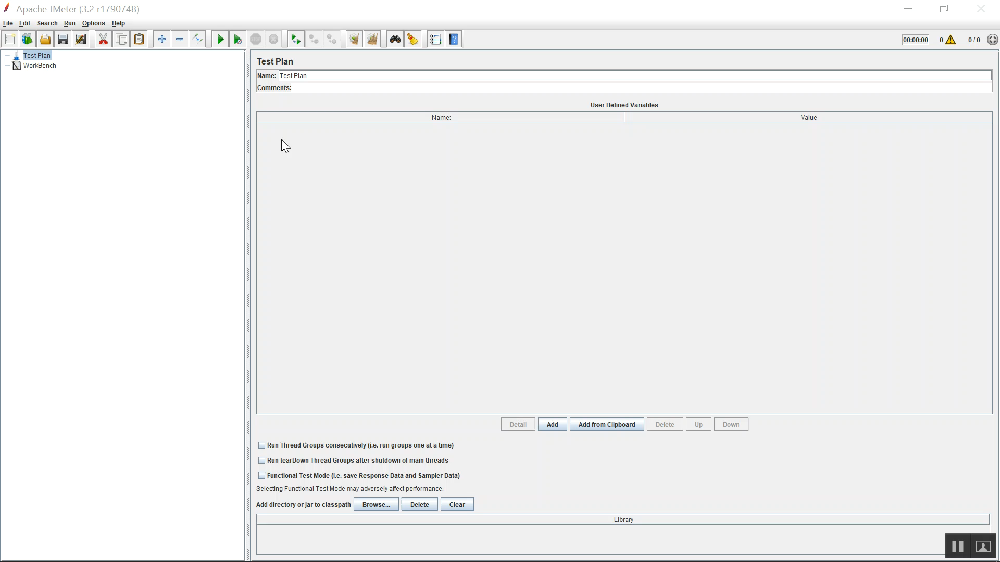 Apache JMeter (3.2 r1790748)
File Edit Search Run Options Help
STOP
?
00:00:00 0 0 / 0
Test Plan
WorkBench
Test Plan
Name: Test Plan
Comments:
User Defined Variables
Name: Value
Detail Add Add from Clipboard Delete Up Down
Run Thread Groups consecutively (i.e. run groups one at a time)
Run tearDown Thread Groups after shutdown of main threads
Functional Test Mode (i.e. save Response Data and Sampler Data)
Selecting Functional Test Mode may adversely affect performance.
Add directory or jar to classpath Browse... Delete Clear
Library